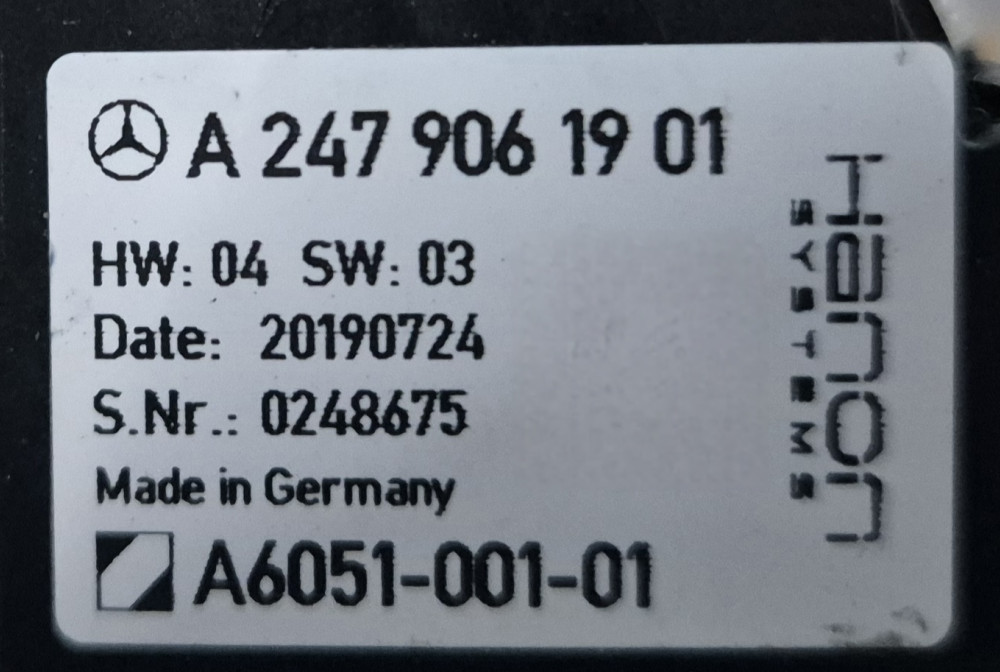 A 247 906 19 01
HW: 04 SW: 03
Date: 20190724
S.Nr.: 0248675
Made in Germany
A6051-001-01
Hanon
SYSTEMS